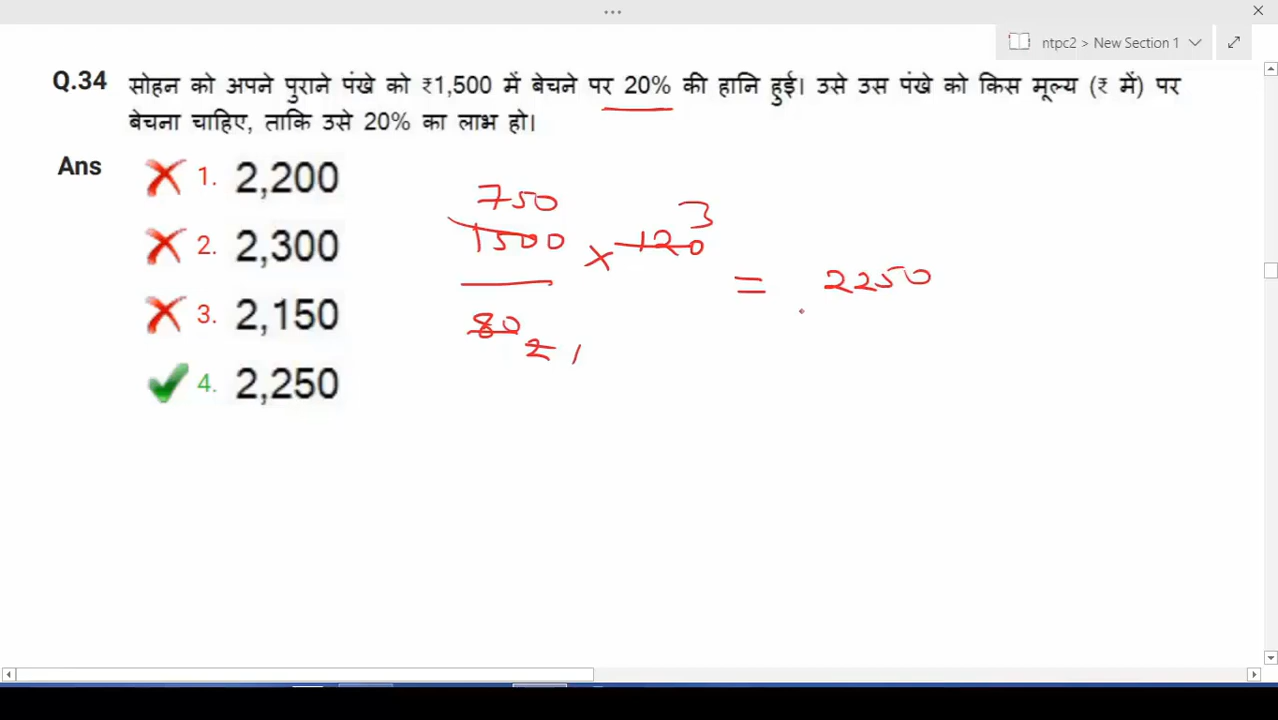 ntpc2 > New Section 1
Q.34 सोहन को अपने पुराने पंखे को ₹1,500 में बेचने पर 20% की हानि हुई। उसे उस पंखे को किस मूल्य (₹ में) पर
बेचना चाहिए, ताकि उसे 20% का लाभ हो।
Ans
1. 2,200
2. 2,300
3. 2,150
4. 2,250
750
3
1500 × 120
= 2250
80
2 1